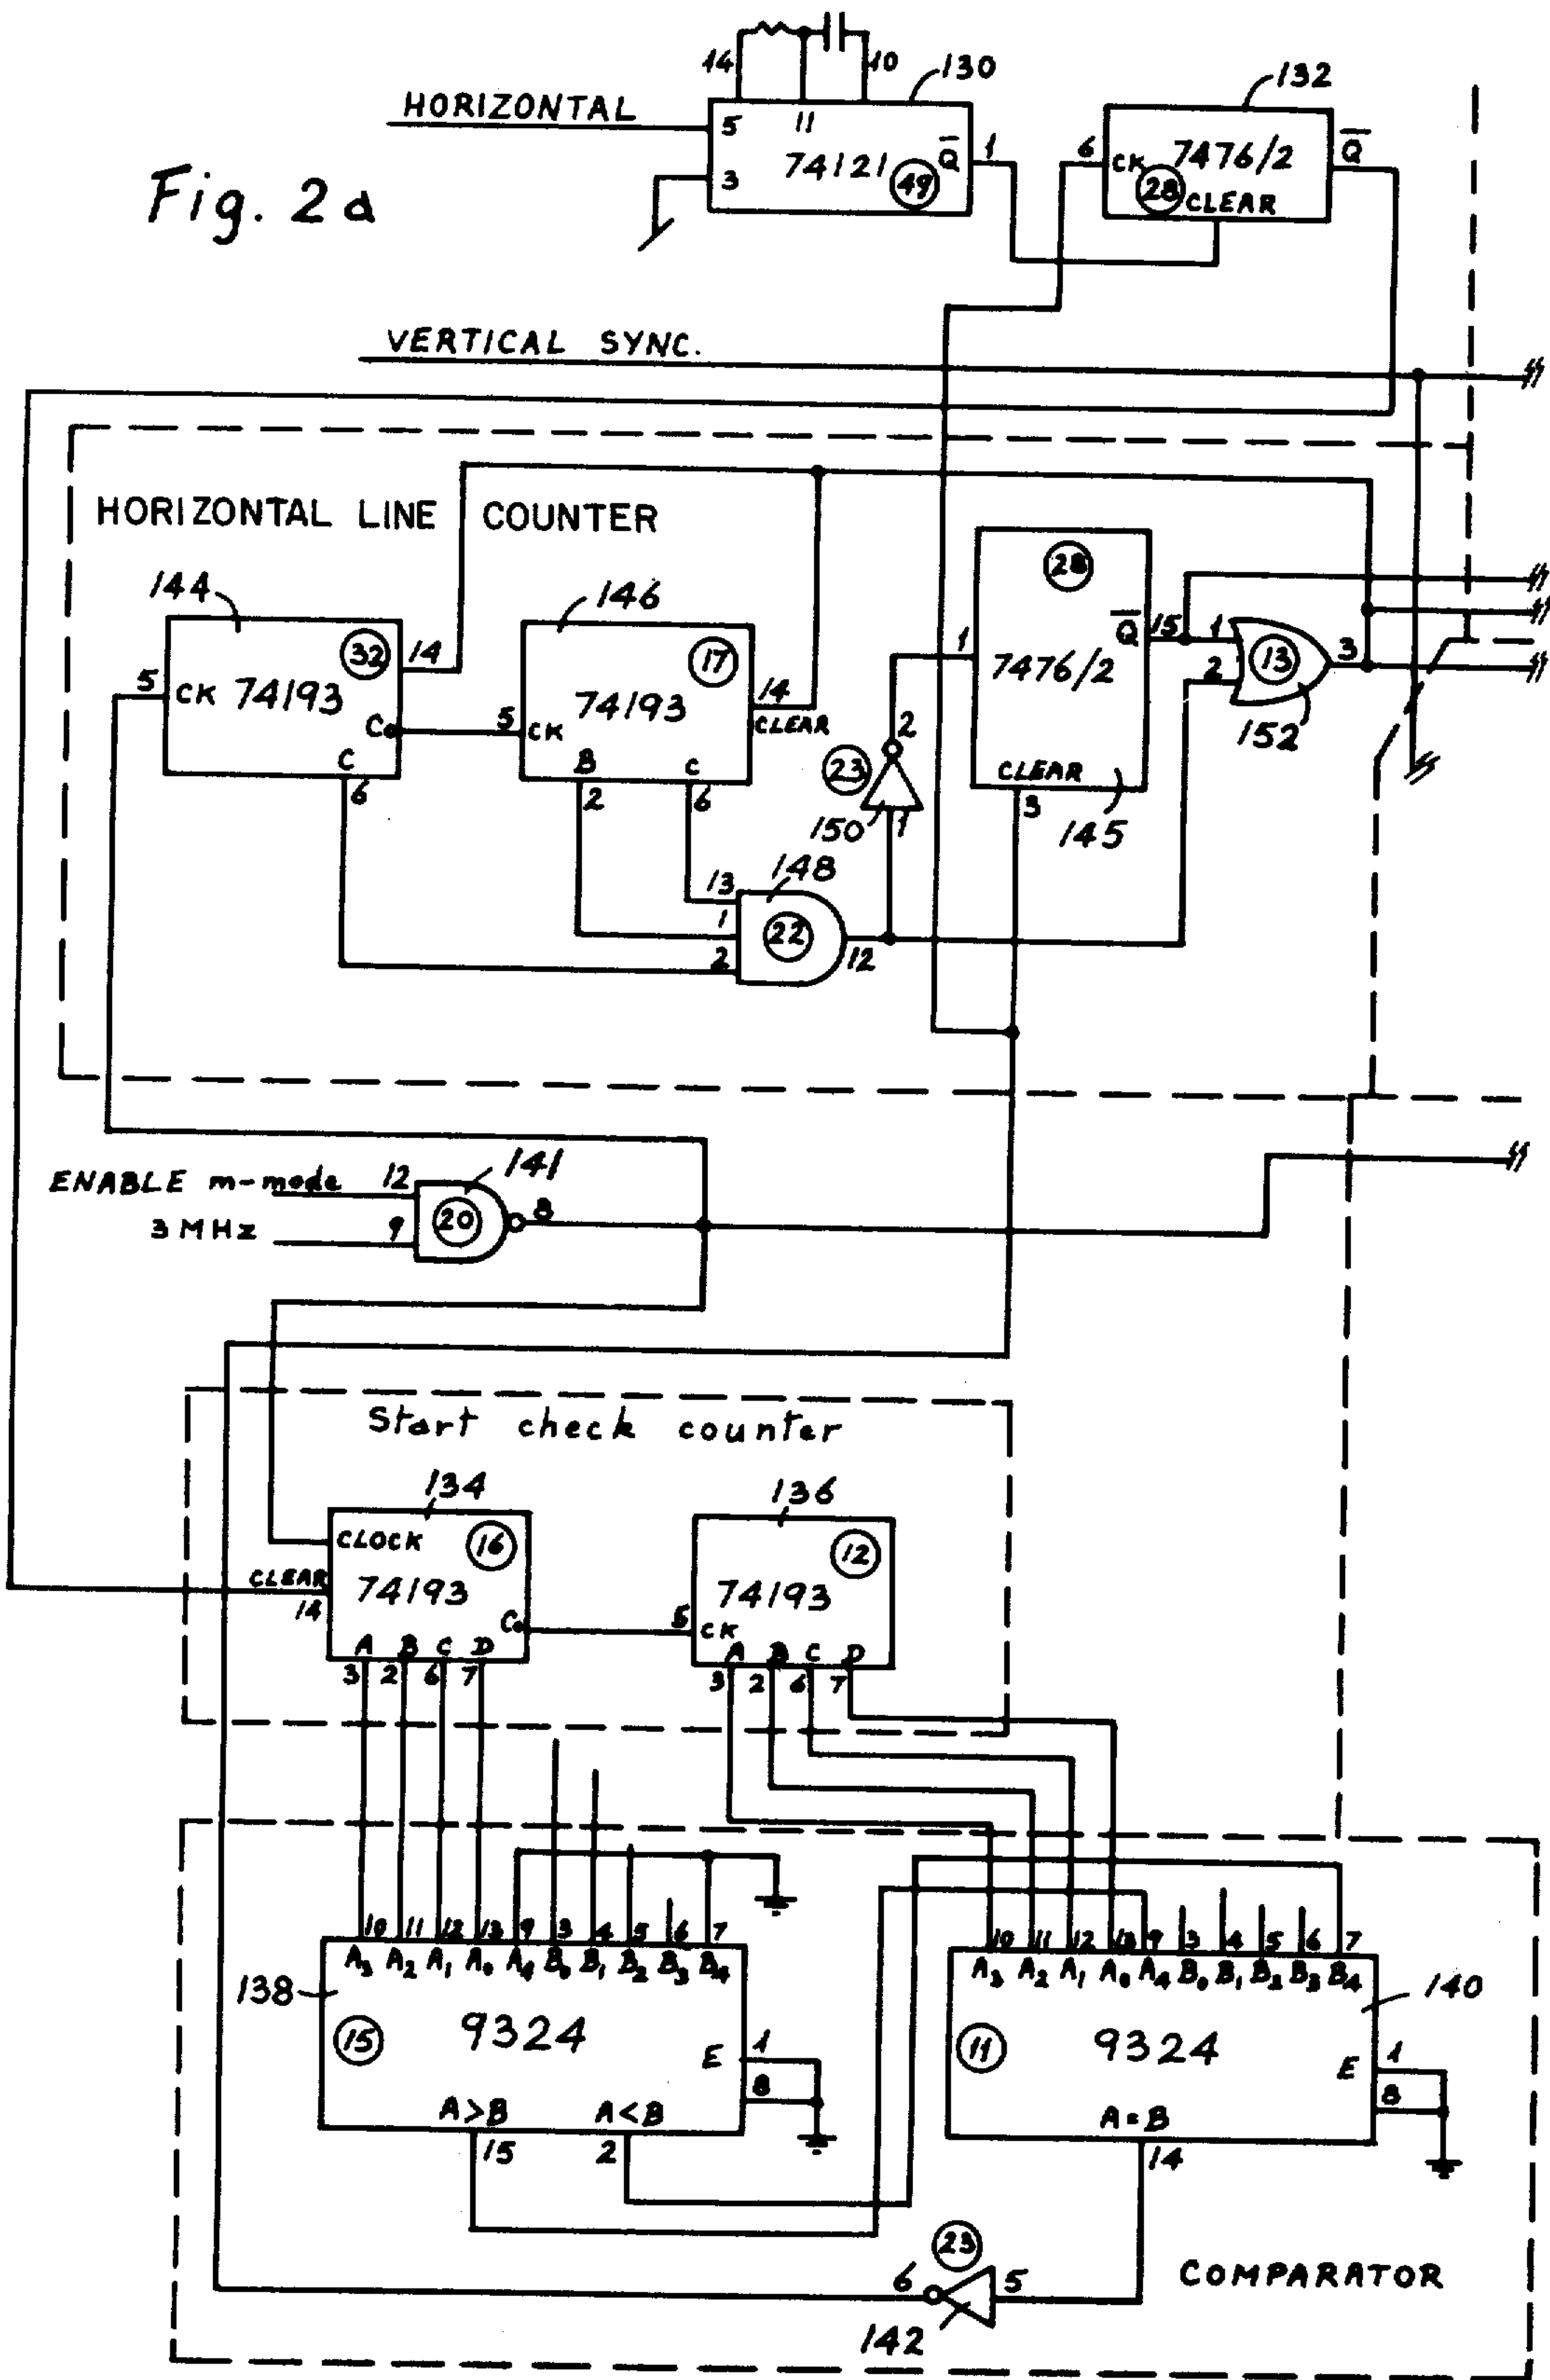 Fig. 2a
14
10
130
132
HORIZONTAL
5
11
Q̅
1
6
CK
7476/2
Q̅
74121
49
28
CLEAR
3
VERTICAL SYNC.
HORIZONTAL LINE COUNTER
144
146
28
32
14
17
Q̅
15
1
13
3
5
CK
74193
74193
14
CLEAR
1
7476/2
2
152
Co
5
CK
2
23
C
B
C
CLEAR
6
2
6
150
1
3
145
148
13
1
22
2
12
ENABLE m-mode
12
141
20
8
3 MHz
9
Start check counter
134
136
CLOCK
16
12
CLEAR
14
74193
74193
Co
5
CK
A B C D
A B C D
3 2 6 7
3 2 6 7
10 11 12 13 9 3 4 5 6 7
10 11 12 13 9 3 4 5 6 7
A3 A2 A1 A0 A4 B0 B1 B2 B3 B4
A3 A2 A1 A0 A4 B0 B1 B2 B3 B4
138
140
15
9324
11
9324
E
1
E
1
8
8
A>B
A<B
A=B
15
2
14
23
6
5
COMPARATOR
142